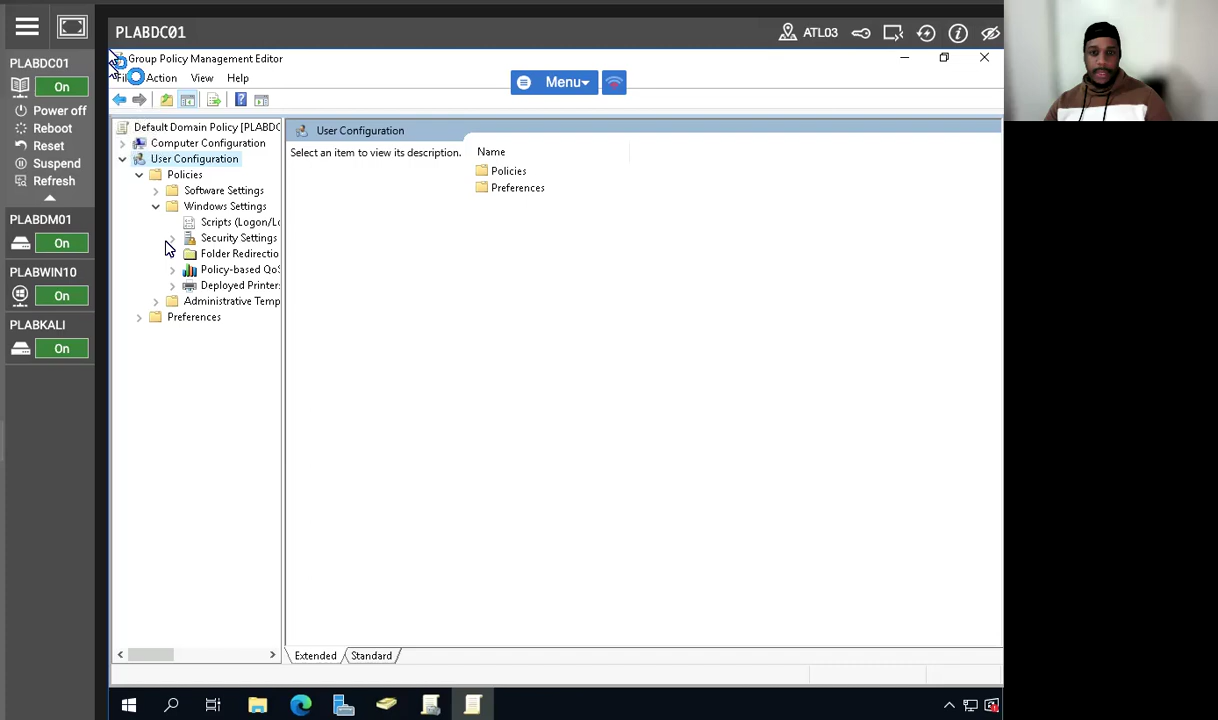 PLABDC01
On
Power off
Reboot
Reset
Suspend
Refresh
PLABDM01
On
PLABWIN10
On
PLABKALI
On
PLABDC01
ATL03
Group Policy Management Editor
Action
View
Help
Menu
Default Domain Policy [PLABDC
Computer Configuration
User Configuration
Policies
Software Settings
Windows Settings
Scripts (Logon/Lo
Security Settings
Folder Redirectio
Policy-based QoS
Deployed Printer
Administrative Temp
Preferences
User Configuration
Select an item to view its description.
Name
Policies
Preferences
Extended
Standard